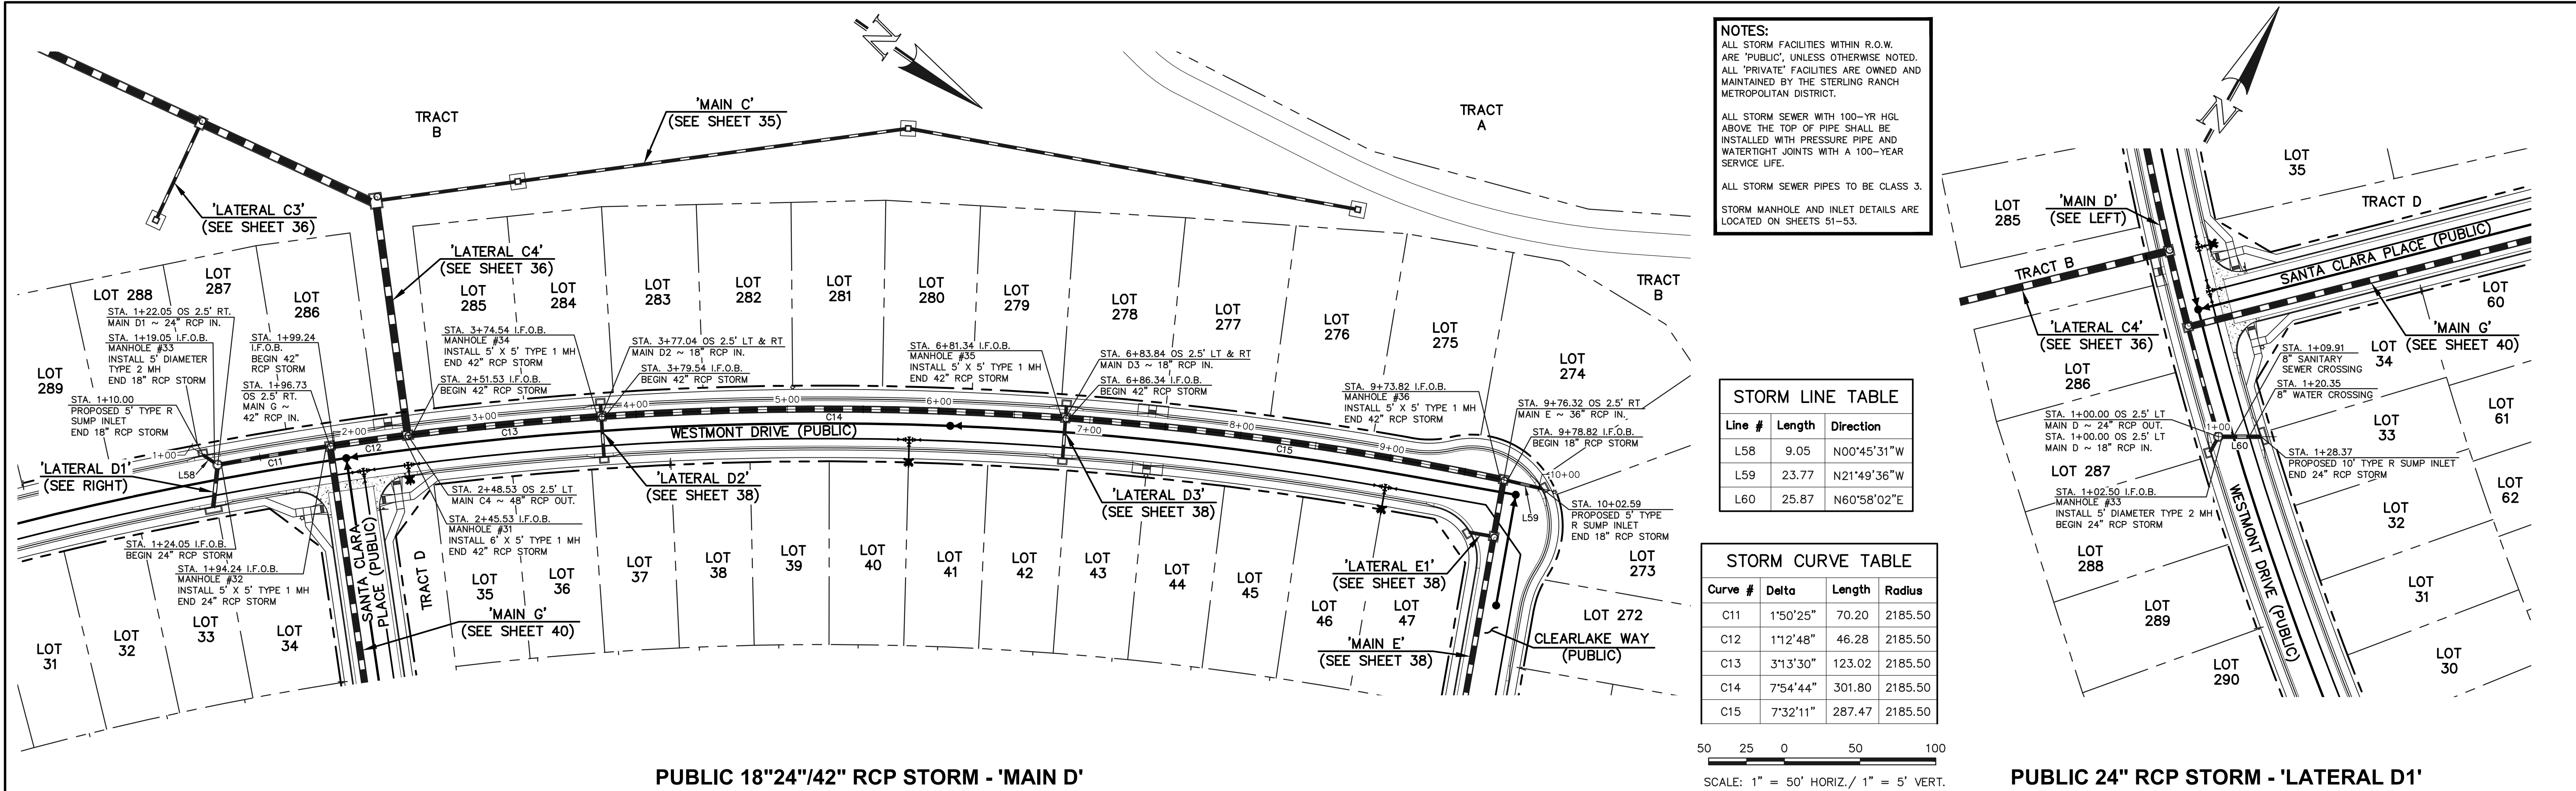 N
TRACT
B
'MAIN C'
(SEE SHEET 35)
TRACT
A
'LATERAL C3'
(SEE SHEET 36)
'LATERAL C4'
(SEE SHEET 36)
LOT
289
LOT 288
LOT
287
LOT
286
LOT
285
LOT
284
LOT
283
LOT
282
LOT
281
LOT
280
LOT
279
LOT
278
LOT
277
LOT
276
LOT
275
LOT
274
TRACT
B
STA. 1+22.05 OS 2.5' RT.
MAIN D1 ~ 24" RCP IN.
STA. 1+19.05 I.F.O.B.
MANHOLE #33
INSTALL 5' DIAMETER
TYPE 2 MH
END 18" RCP STORM
STA. 1+10.00
PROPOSED 5' TYPE R
SUMP INLET
END 18" RCP STORM
STA. 1+99.24
I.F.O.B.
BEGIN 42"
RCP STORM
STA. 1+96.73
OS 2.5' RT.
MAIN G ~
42" RCP IN.
STA. 3+74.54 I.F.O.B.
MANHOLE #34
INSTALL 5' X 5' TYPE 1 MH
END 42" RCP STORM
STA. 2+51.53 I.F.O.B.
BEGIN 42" RCP STORM
STA. 3+77.04 OS 2.5' LT & RT
MAIN D2 ~ 18" RCP IN.
STA. 3+79.54 I.F.O.B.
BEGIN 42" RCP STORM
STA. 6+81.34 I.F.O.B.
MANHOLE #35
INSTALL 5' X 5' TYPE 1 MH
END 42" RCP STORM
STA. 6+83.84 OS 2.5' LT & RT
MAIN D3 ~ 18" RCP IN.
STA. 6+86.34 I.F.O.B.
BEGIN 42" RCP STORM
STA. 9+73.82 I.F.O.B.
MANHOLE #36
INSTALL 5' X 5' TYPE 1 MH
END 42" RCP STORM
STA. 9+76.32 OS 2.5' RT
MAIN E ~ 36" RCP IN.
STA. 9+78.82 I.F.O.B.
BEGIN 18" RCP STORM
1+00
2+00
3+00
4+00
5+00
6+00
7+00
8+00
9+00
10+00
L58
C11
C12
C13
C14
C15
L59
WESTMONT DRIVE (PUBLIC)
'LATERAL D1'
(SEE RIGHT)
STA. 1+24.05 I.F.O.B.
BEGIN 24" RCP STORM
STA. 1+94.24 I.F.O.B.
MANHOLE #32
INSTALL 5' X 5' TYPE 1 MH
END 24" RCP STORM
STA. 2+48.53 OS 2.5' LT
MAIN C4 ~ 48" RCP OUT.
STA. 2+45.53 I.F.O.B.
MANHOLE #31
INSTALL 6' X 5' TYPE 1 MH
END 42" RCP STORM
'LATERAL D2'
(SEE SHEET 38)
'LATERAL D3'
(SEE SHEET 38)
STA. 10+02.59
PROPOSED 5' TYPE
R SUMP INLET
END 18" RCP STORM
SANTA CLARA
PLACE (PUBLIC)
TRACT D
'MAIN G'
(SEE SHEET 40)
'LATERAL E1'
(SEE SHEET 38)
'MAIN E'
(SEE SHEET 38)
CLEARLAKE WAY
(PUBLIC)
LOT
31
LOT
32
LOT
33
LOT
34
LOT
35
LOT
36
LOT
37
LOT
38
LOT
39
LOT
40
LOT
41
LOT
42
LOT
43
LOT
44
LOT
45
LOT
46
LOT
47
LOT
273
LOT 272
PUBLIC 18"24"/42" RCP STORM - 'MAIN D'
NOTES:
ALL STORM FACILITIES WITHIN R.O.W.
ARE 'PUBLIC', UNLESS OTHERWISE NOTED.
ALL 'PRIVATE' FACILITIES ARE OWNED AND
MAINTAINED BY THE STERLING RANCH
METROPOLITAN DISTRICT.
ALL STORM SEWER WITH 100-YR HGL
ABOVE THE TOP OF PIPE SHALL BE
INSTALLED WITH PRESSURE PIPE AND
WATERTIGHT JOINTS WITH A 100-YEAR
SERVICE LIFE.
ALL STORM SEWER PIPES TO BE CLASS 3.
STORM MANHOLE AND INLET DETAILS ARE
LOCATED ON SHEETS 51-53.
STORM LINE TABLE
Line # Length Direction
L58 9.05 N00°45'31"W
L59 23.77 N21°49'36"W
L60 25.87 N60°58'02"E
STORM CURVE TABLE
Curve # Delta Length Radius
C11 1°50'25" 70.20 2185.50
C12 1°12'48" 46.28 2185.50
C13 3°13'30" 123.02 2185.50
C14 7°54'44" 301.80 2185.50
C15 7°32'11" 287.47 2185.50
50 25 0 50 100
SCALE: 1" = 50' HORIZ./ 1" = 5' VERT.
N
LOT
35
LOT
285
'MAIN D'
(SEE LEFT)
TRACT D
TRACT B
SANTA CLARA PLACE (PUBLIC)
LOT
60
'LATERAL C4'
(SEE SHEET 36)
'MAIN G'
(SEE SHEET 40)
LOT
34
LOT
286
STA. 1+09.91
8" SANITARY
SEWER CROSSING
STA. 1+20.35
8" WATER CROSSING
LOT
61
STA. 1+00.00 OS 2.5' LT
MAIN D ~ 24" RCP OUT.
STA. 1+00.00 OS 2.5' LT
MAIN D ~ 18" RCP IN.
1+00
L60
LOT
33
STA. 1+28.37
PROPOSED 10' TYPE R SUMP INLET
END 24" RCP STORM
LOT 287
STA. 1+02.50 I.F.O.B.
MANHOLE #33
INSTALL 5' DIAMETER TYPE 2 MH
BEGIN 24" RCP STORM
LOT
62
LOT
32
LOT
288
WESTMONT DRIVE (PUBLIC)
LOT
31
LOT
289
LOT
30
LOT
290
PUBLIC 24" RCP STORM - 'LATERAL D1'